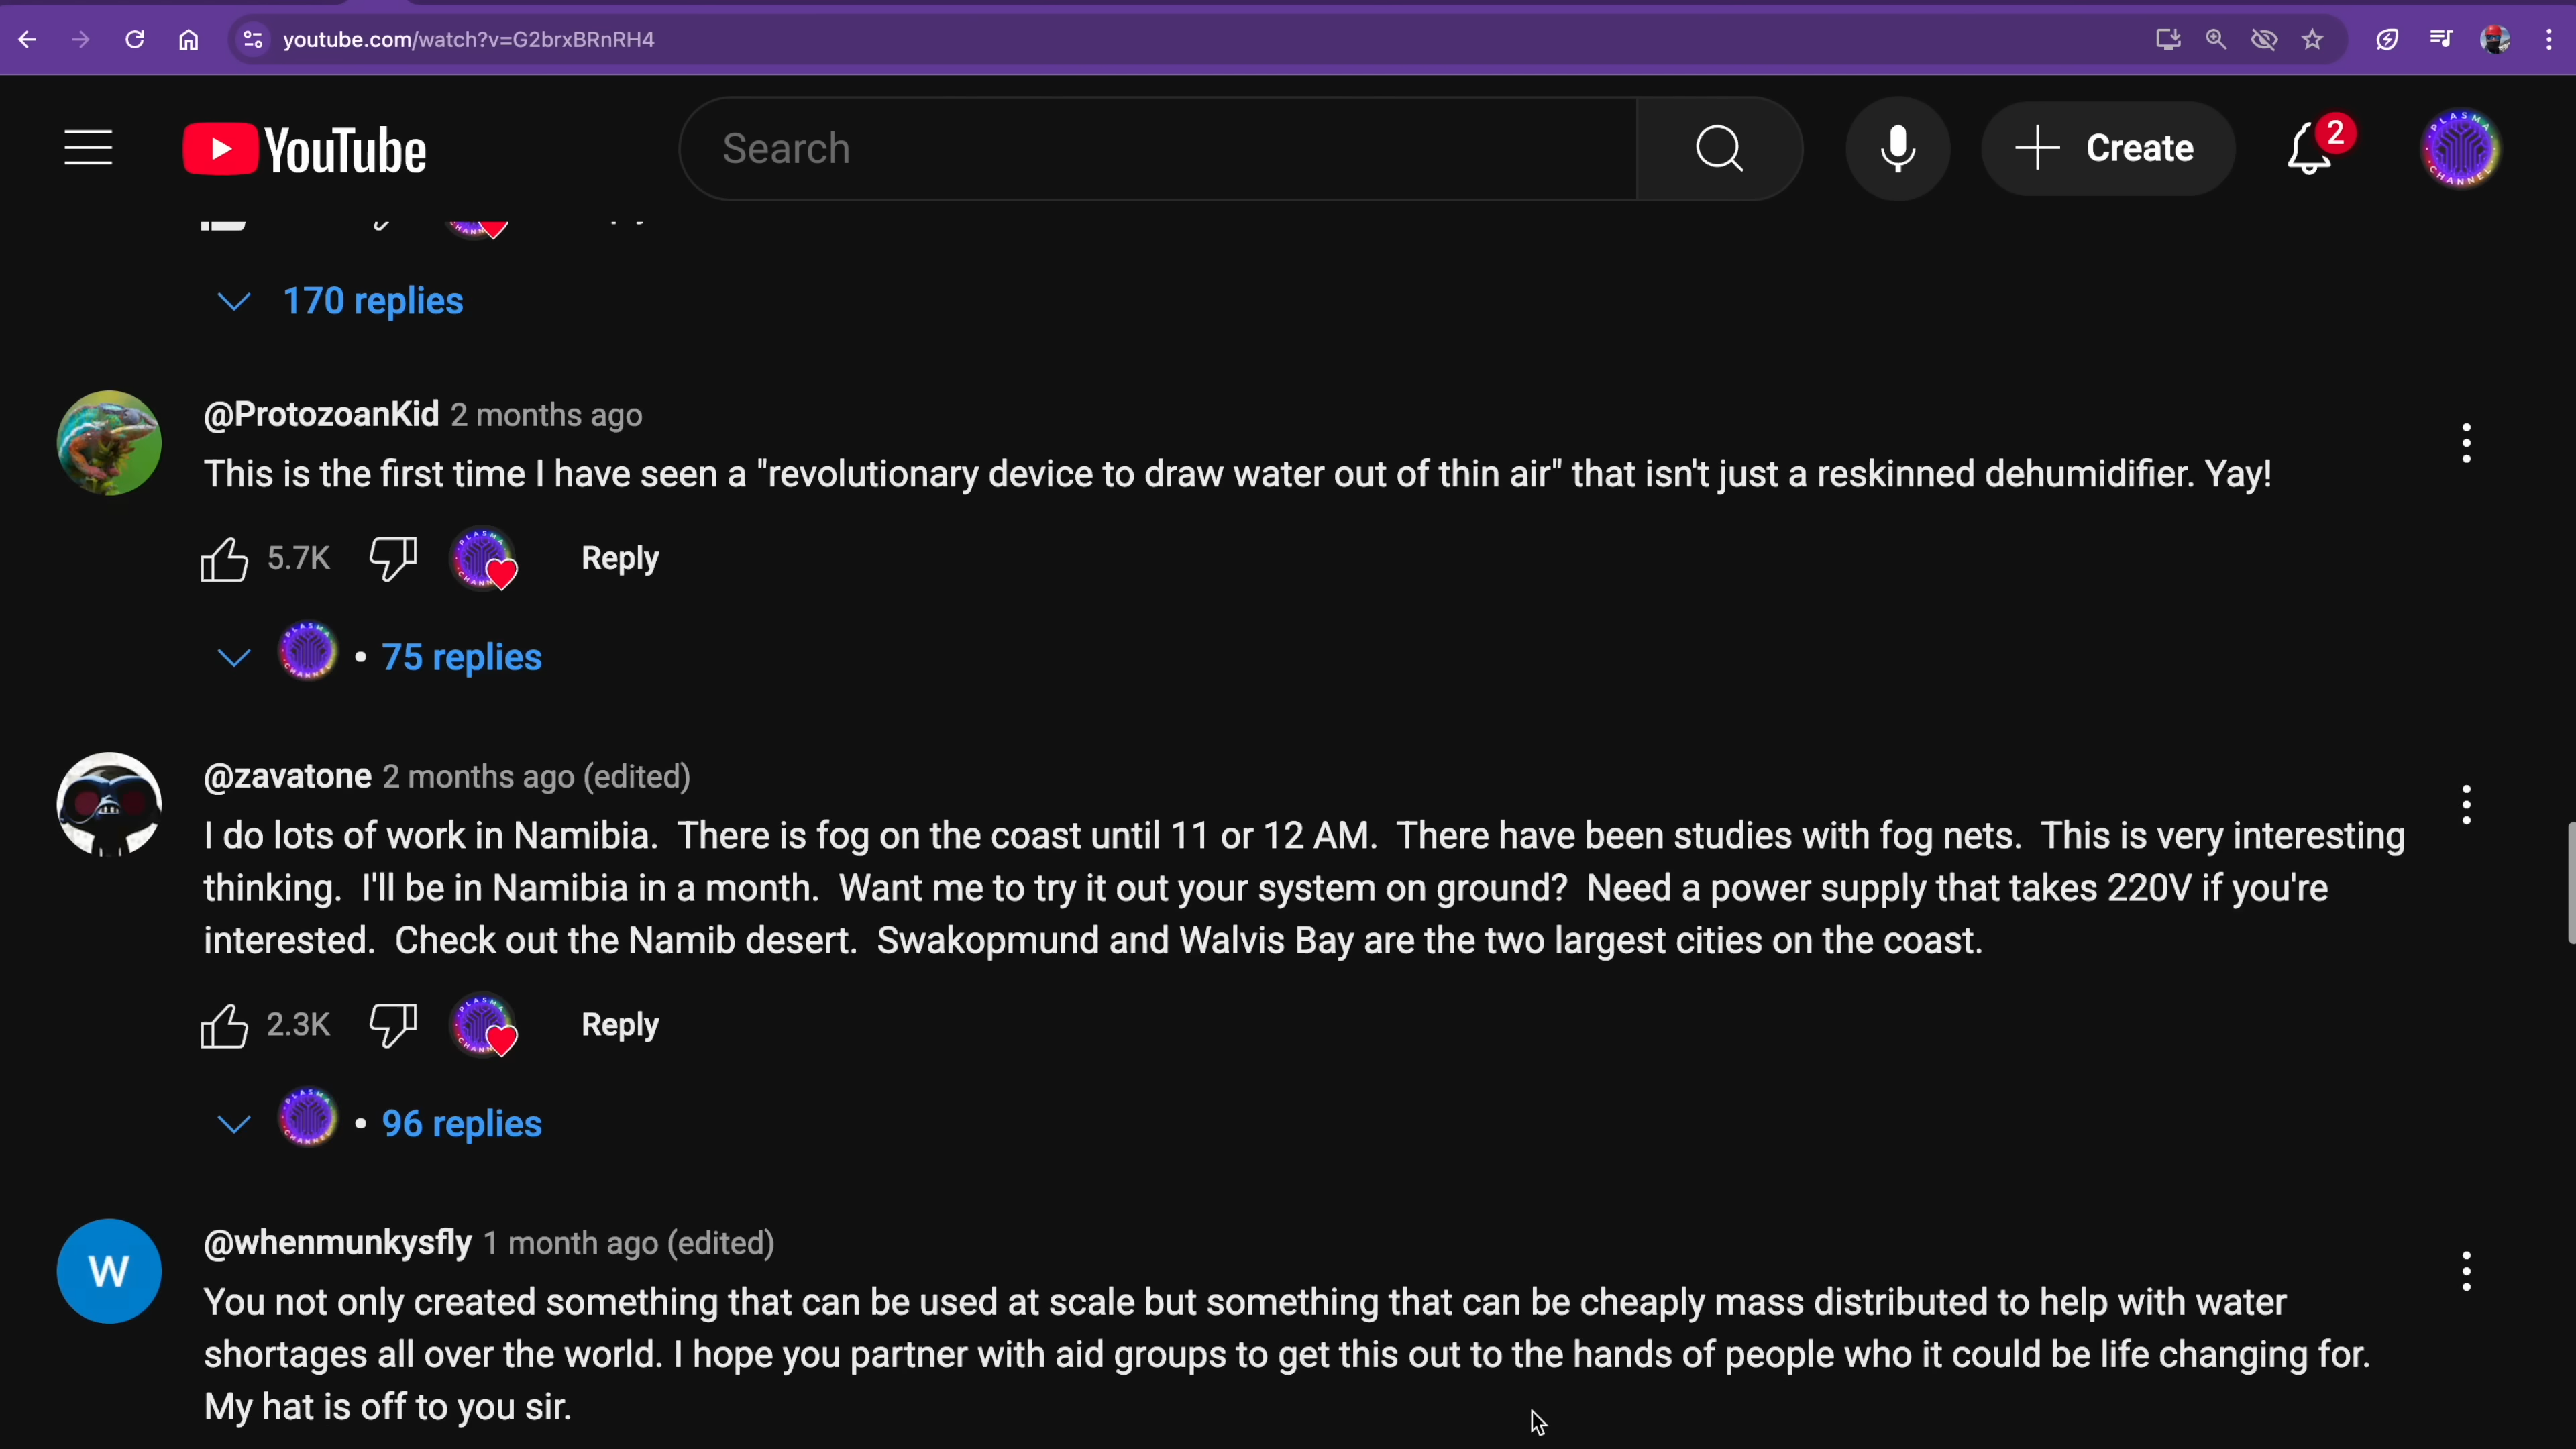 youtube.com/watch?v=G2brxBRnRH4
YouTube
Search
Create
2
170 replies
@ProtozoanKid 2 months ago
This is the first time I have seen a "revolutionary device to draw water out of thin air" that isn't just a reskinned dehumidifier. Yay!
5.7K
Reply
• 75 replies
@zavatone 2 months ago (edited)
I do lots of work in Namibia.  There is fog on the coast until 11 or 12 AM.  There have been studies with fog nets.  This is very interesting
thinking.  I'll be in Namibia in a month.  Want me to try it out your system on ground?  Need a power supply that takes 220V if you're
interested.  Check out the Namib desert.  Swakopmund and Walvis Bay are the two largest cities on the coast.
2.3K
Reply
• 96 replies
W
@whenmunkysfly 1 month ago (edited)
You not only created something that can be used at scale but something that can be cheaply mass distributed to help with water
shortages all over the world. I hope you partner with aid groups to get this out to the hands of people who it could be life changing for.
My hat is off to you sir.